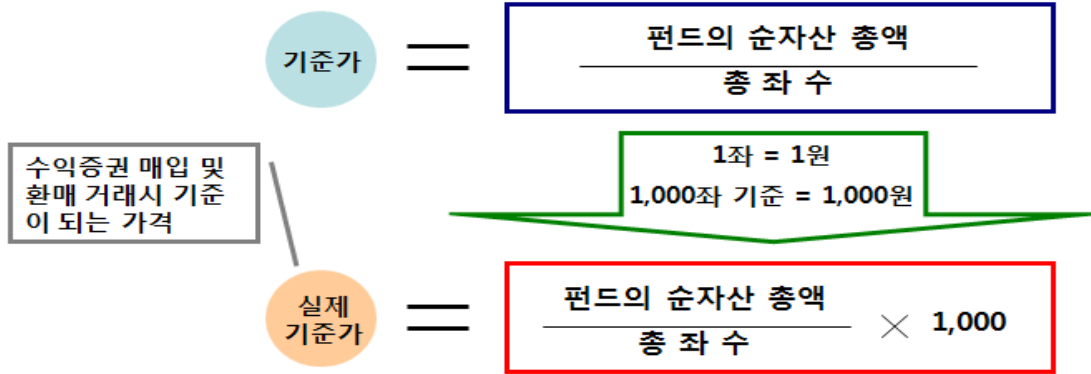 기준가
펀드의 순자산 총액
총 좌 수
1좌 = 1원
1,000좌 기준 = 1,000원
수익증권 매입 및
환매 거래시 기준
이 되는 가격
실제
기준가
펀드의 순자산 총액
총 좌 수
× 1,000